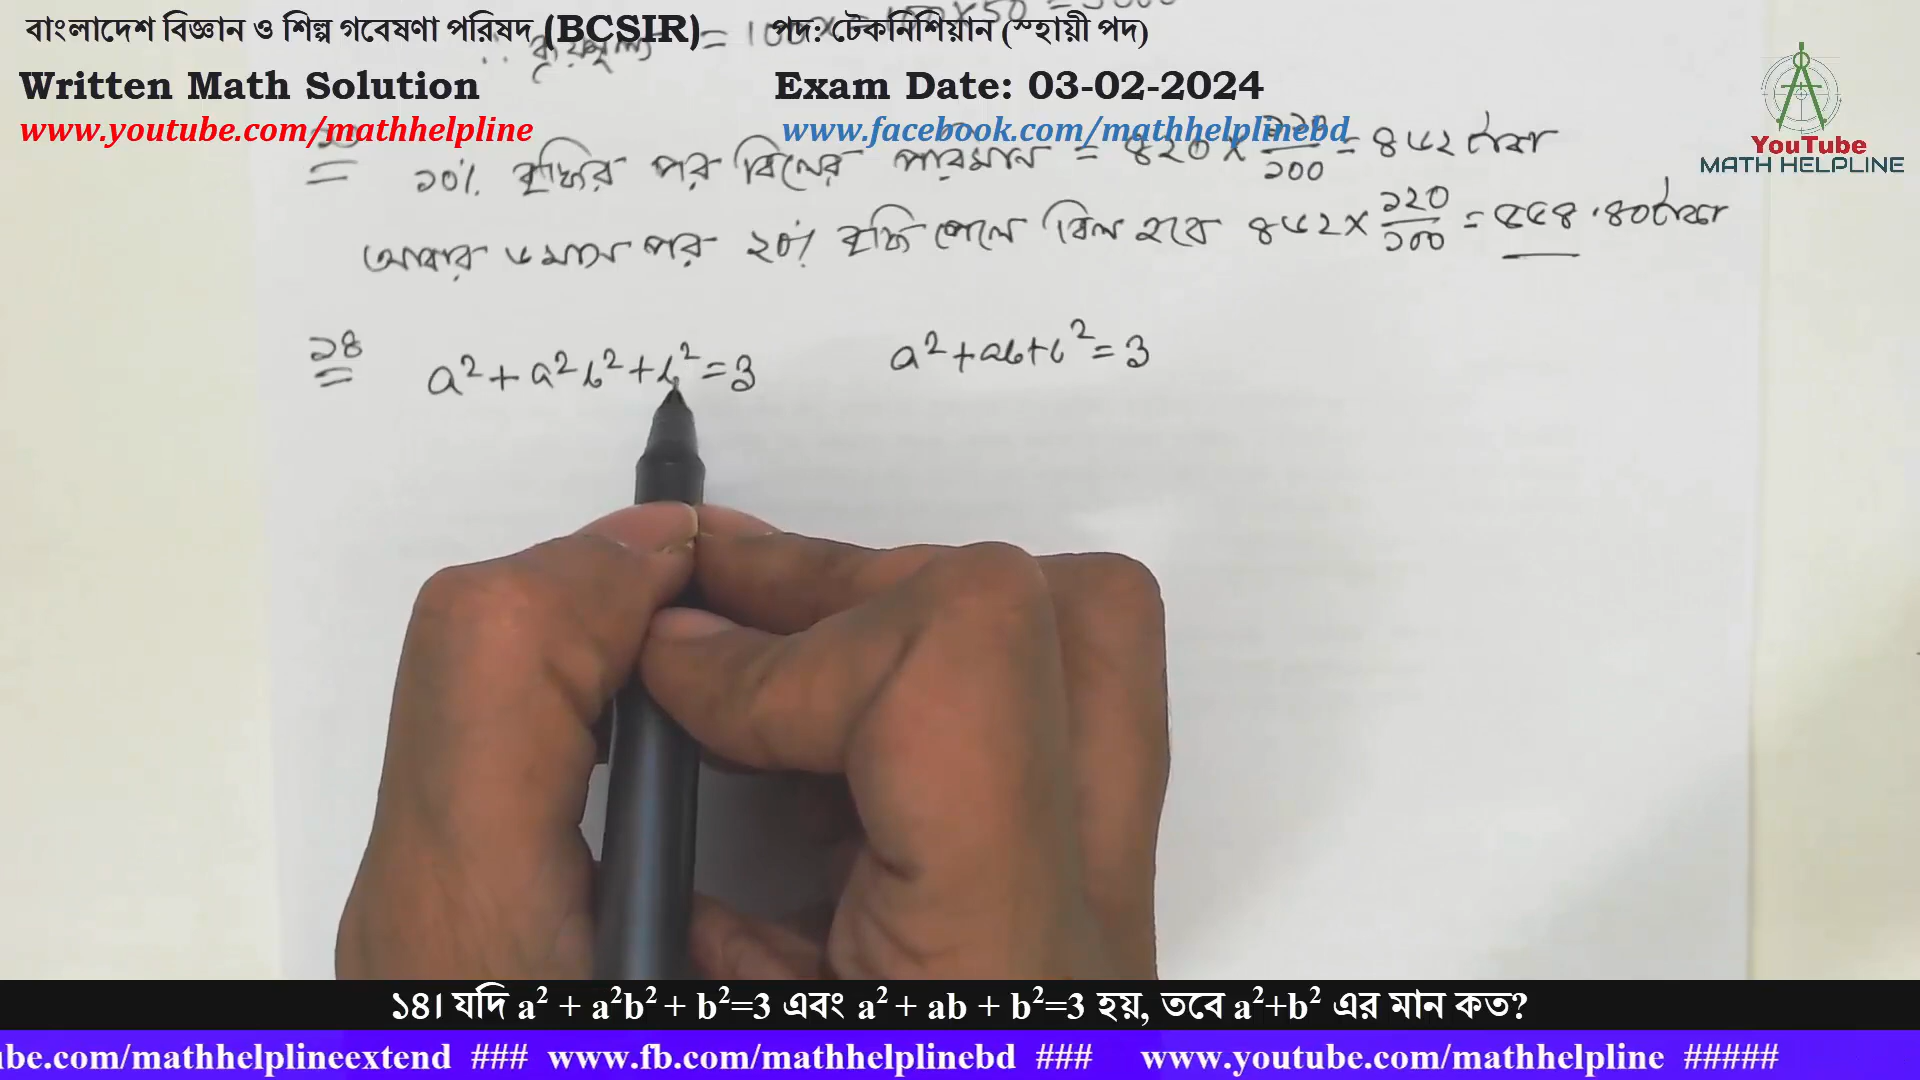 বাংলাদেশ বিজ্ঞান ও শিল্প গবেষণা পরিষদ (BCSIR) পদ: টেকনিশিয়ান (স্হায়ী পদ)
∴ ক্রয়মূল্য = 100x = 100×50 =
Written Math Solution Exam Date: 03-02-2024
www.youtube.com/mathhelpline www.facebook.com/mathhelplinebd
YouTube
MATH HELPLINE
১০% বৃদ্ধির পর বিলের পরিমান = ৪২০ × ১১০/১০০ = ৪৬২ টাকা
আবার ৬ মাস পর ২০% বৃদ্ধি পেলে বিল হবে ৪৬২ × ১২০/১০০ = ৫৫৪.৪০ টাকা
১৪ a² + a²b² + b² = 3 a² + ab + b² = 3
১৪। যদি a² + a²b² + b²=3 এবং a² + ab + b²=3 হয়, তবে a²+b² এর মান কত?
be.com/mathhelplineextend ### www.fb.com/mathhelplinebd ### www.youtube.com/mathhelpline #####